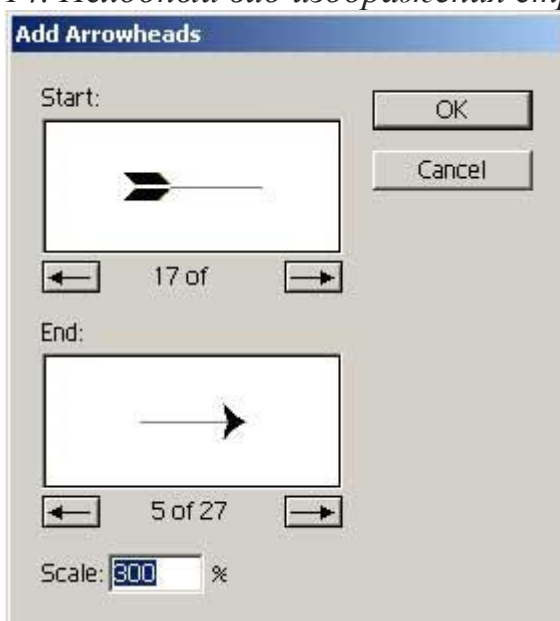 Add Arrowheads
Start:
OK
Cancel
17 of
End:
5 of 27
Scale: 300 %